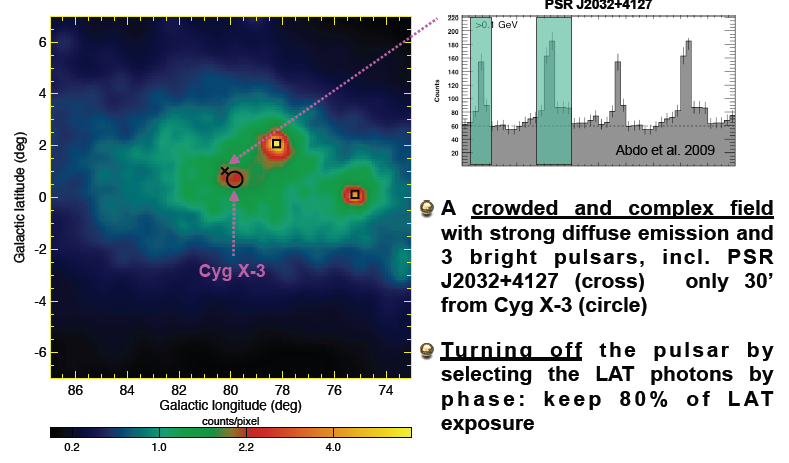 PSR J2032+4127
>0.1 GeV
Counts
220
200
180
160
140
120
100
80
60
40
20
Abdo et al. 2009
Galactic latitude (deg)
6
4
2
0
-2
-4
-6
Cyg X-3
86 84 82 80 78 76 74
Galactic longitude (deg)
counts/pixel
0.2 1.0 2.2 4.0
A crowded and complex field
with strong diffuse emission and
3 bright pulsars, incl. PSR
J2032+4127 (cross) only 30’
from Cyg X-3 (circle)
Turning off the pulsar by
selecting the LAT photons by
phase: keep 80% of LAT
exposure